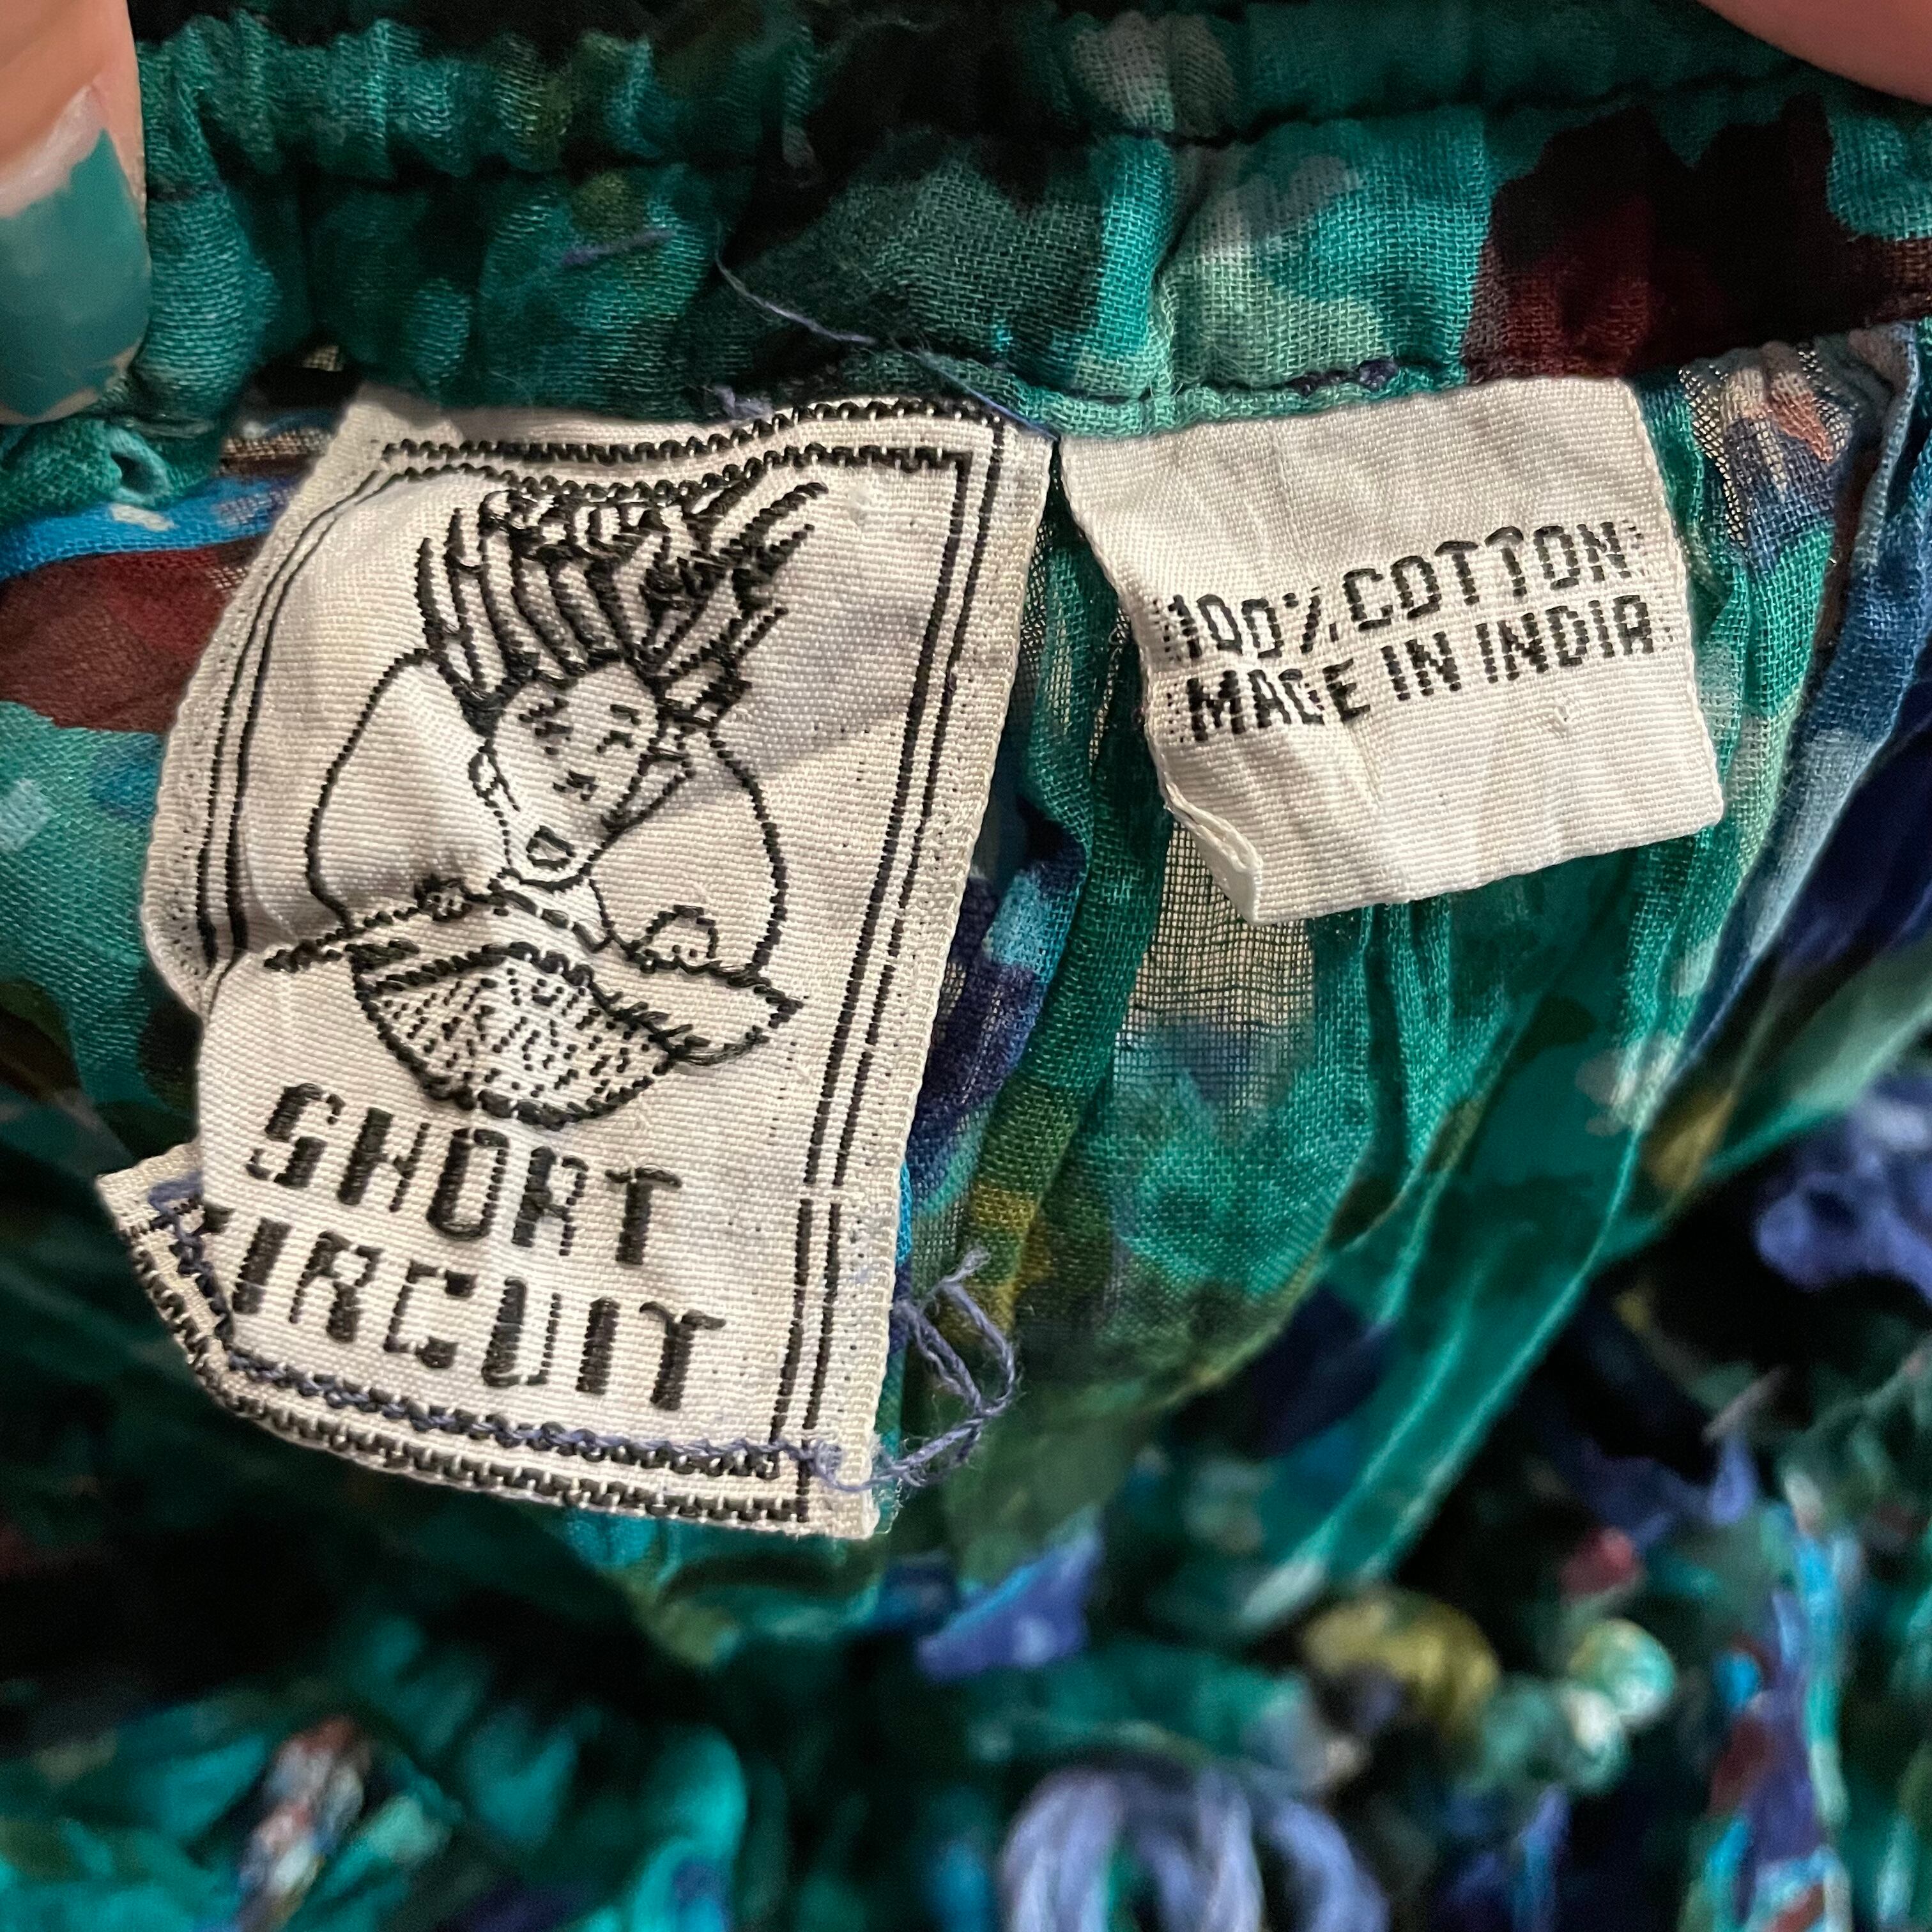 SHORT
CIRCUIT
100% COTTON
MADE IN INDIA